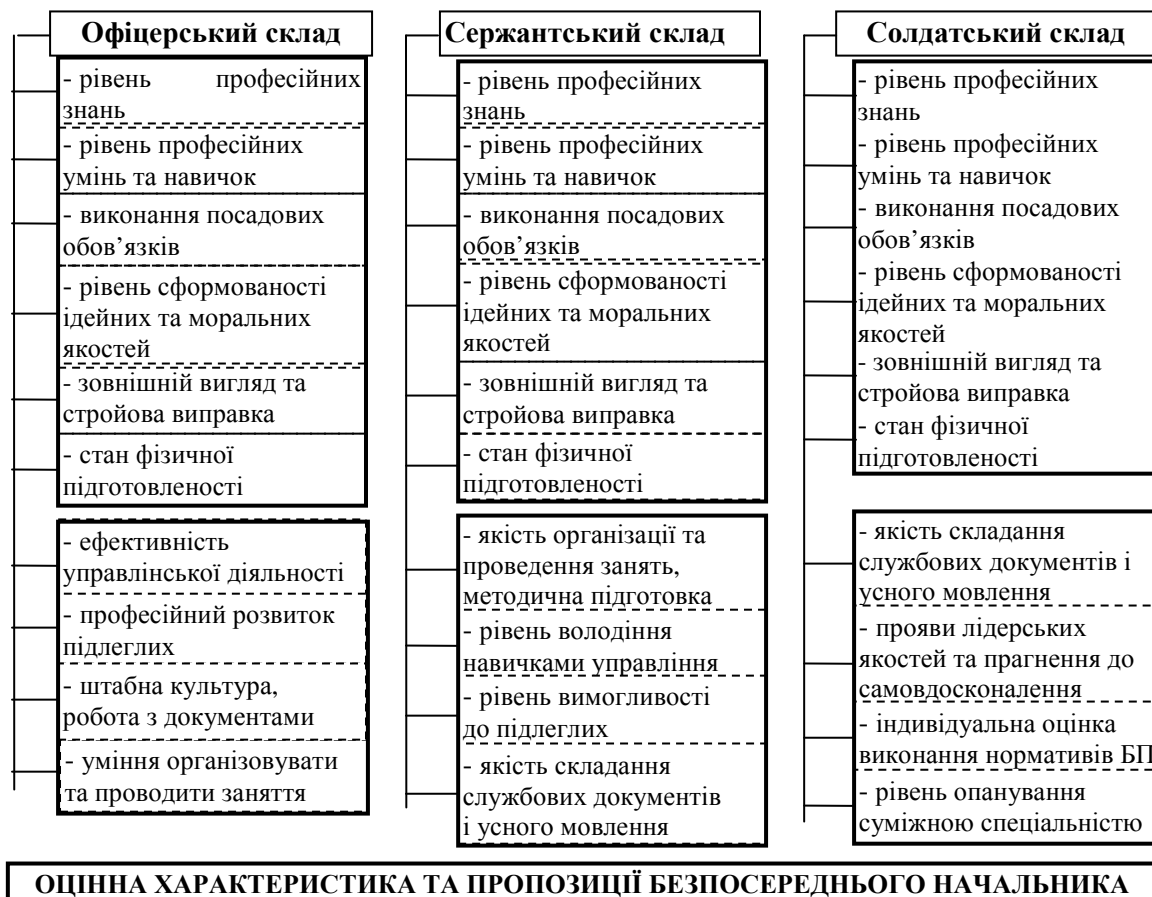 Офіцерський склад
- рівень професійних
знань
- рівень професійних
умінь та навичок
- виконання посадових
обов’язків
- рівень сформованості
ідейних та моральних
якостей
- зовнішній вигляд та
стройова виправка
- стан фізичної
підготовленості
- ефективність
управлінської діяльності
- професійний розвиток
підлеглих
- штабна культура,
робота з документами
- уміння організовувати
та проводити заняття
Сержантський склад
- рівень професійних
знань
- рівень професійних
умінь та навичок
- виконання посадових
обов’язків
- рівень сформованості
ідейних та моральних
якостей
- зовнішній вигляд та
стройова виправка
- стан фізичної
підготовленості
- якість організації та
проведення занять,
методична підготовка
- рівень володіння
навичками управління
- рівень вимогливості
до підлеглих
- якість складання
службових документів
і усного мовлення
Солдатський склад
- рівень професійних
знань
- рівень професійних
умінь та навичок
- виконання посадових
обов’язків
- рівень сформованості
ідейних та моральних
якостей
- зовнішній вигляд та
стройова виправка
- стан фізичної
підготовленості
- якість складання
службових документів і
усного мовлення
- прояви лідерських
якостей та прагнення до
самовдосконалення
- індивідуальна оцінка
виконання нормативів БП
- рівень опанування
суміжною спеціальністю
ОЦІННА ХАРАКТЕРИСТИКА ТА ПРОПОЗИЦІЇ БЕЗПОСЕРЕДНЬОГО НАЧАЛЬНИКА